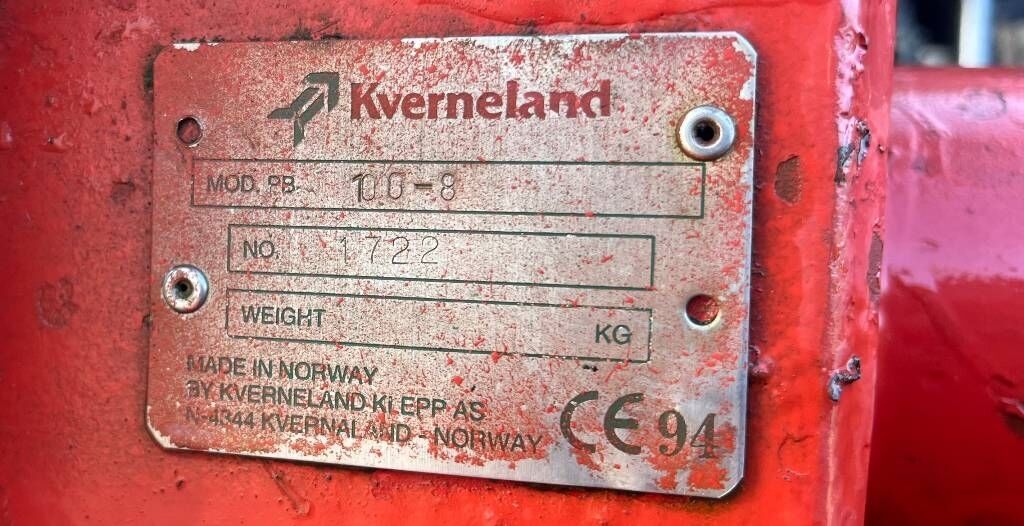 Kverneland
MOD. PB 100-8
NO. 1722
WEIGHT KG
MADE IN NORWAY
BY KVERNELAND KLEPP AS
N-4344 KVERNALAND - NORWAY
CE 94